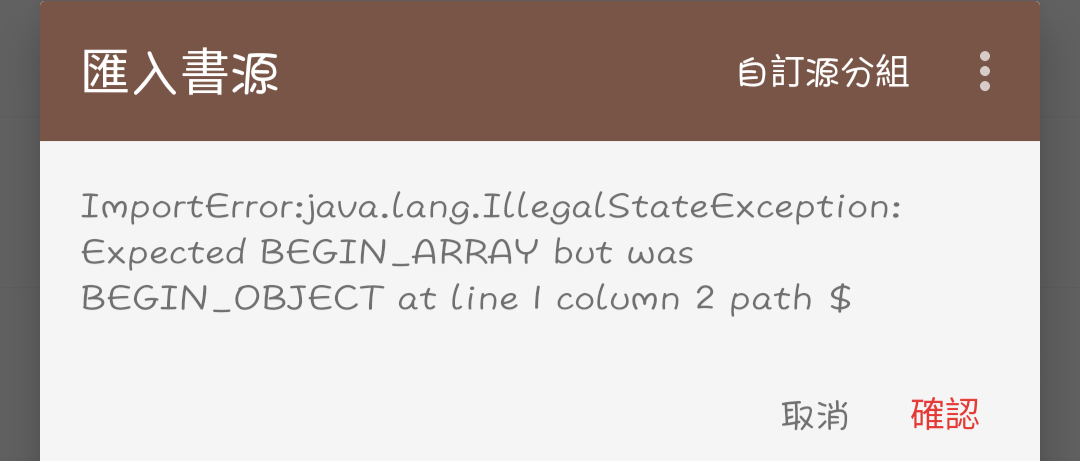 匯入書源
自訂源分組
ImportError:java.lang.IllegalStateException:
Expected BEGIN_ARRAY but was
BEGIN_OBJECT at line 1 column 2 path $
取消
確認